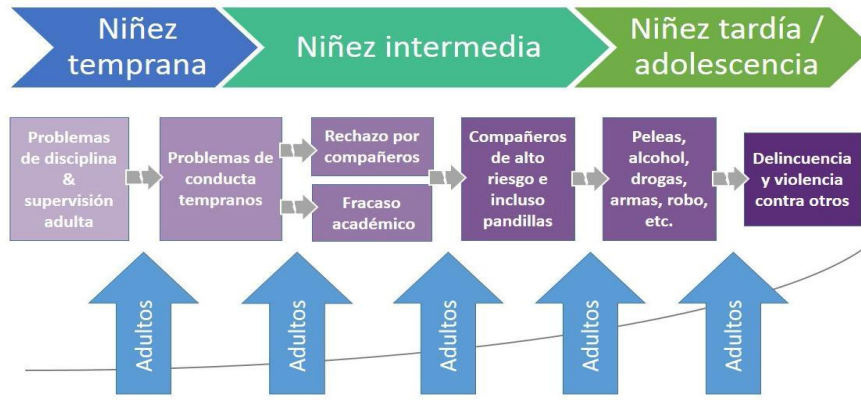 Niñez
temprana
Niñez intermedia
Niñez tardía /
adolescencia
Problemas
de disciplina
&
supervisión
adulta
Problemas de
conducta
tempranos
Rechazo por
compañeros
Fracaso
académico
Compañeros
de alto
riesgo e
incluso
pandillas
Peleas,
alcohol,
drogas,
armas, robo,
etc.
Delincuencia
y violencia
contra otros
Adultos
Adultos
Adultos
Adultos
Adultos